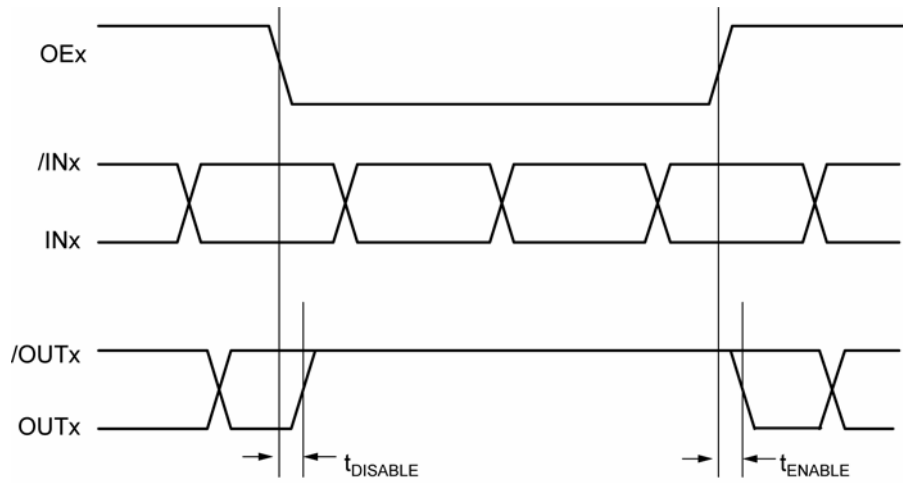 OEx
/INx
INx
/OUTx
OUTx
tDISABLE
tENABLE